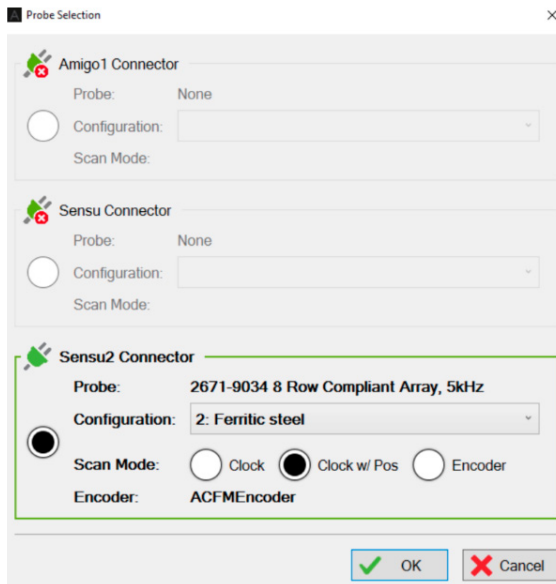 Probe Selection
Amigo1 Connector
Probe: None
Configuration:
Scan Mode:
Sensu Connector
Probe: None
Configuration:
Scan Mode:
Sensu2 Connector
Probe: 2671-9034 8 Row Compliant Array, 5kHz
Configuration: 2: Ferritic steel
Scan Mode: Clock Clock w/ Pos Encoder
Encoder: ACFMEncoder
OK Cancel